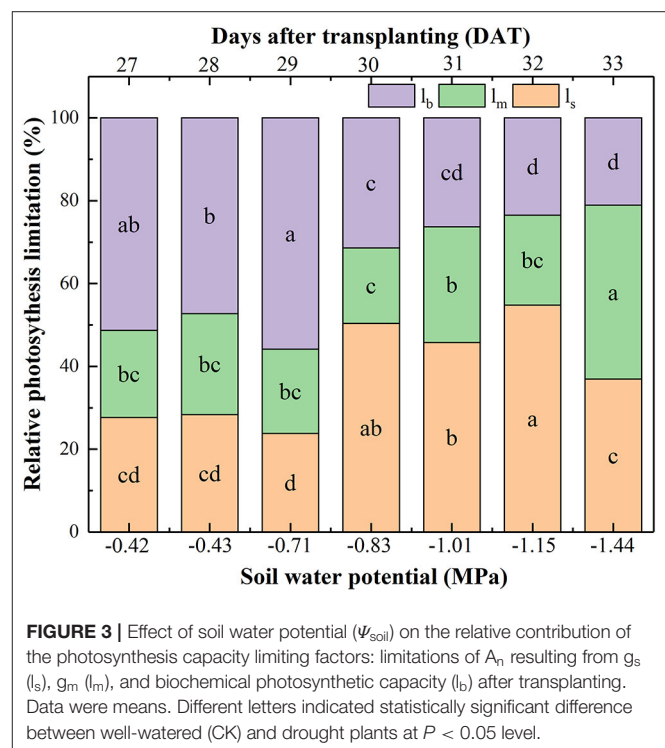 Days after transplanting (DAT)
27 28 29 30 31 32 33
l_b l_m l_s
Relative photosythesis limitation (%)
100
80
60
40
20
0
ab b a c cd d d
bc bc bc c b bc a
cd cd d ab b a c
-0.42 -0.43 -0.71 -0.83 -1.01 -1.15 -1.44
Soil water potential (MPa)
FIGURE 3 | Effect of soil water potential (Ψsoil) on the relative contribution of
the photosynthesis capacity limiting factors: limitations of An resulting from gs
(ls), gm (lm), and biochemical photosynthetic capacity (lb) after transplanting.
Data were means. Different letters indicated statistically significant difference
between well-watered (CK) and drought plants at P < 0.05 level.